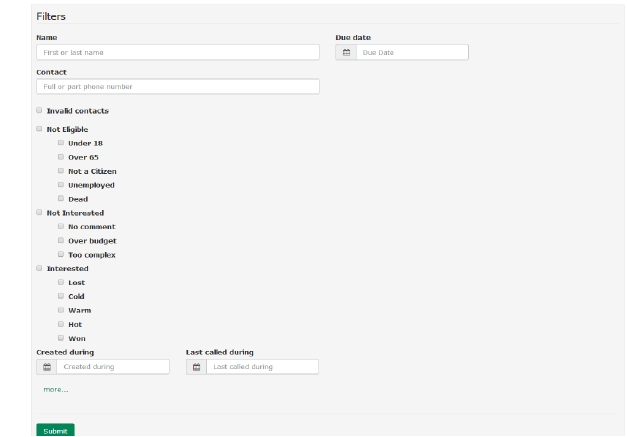 Filters
Name
Due date
First or last name
Due Date
Contact
Full or part phone number
Invalid contacts
Not Eligible
Under 18
Over 65
Not a Citizen
Unemployed
Dead
Not Interested
No comment
Over budget
Too complex
Interested
Lost
Cold
Warm
Hot
Won
Created during
Last called during
Created during
Last called during
more...
Submit